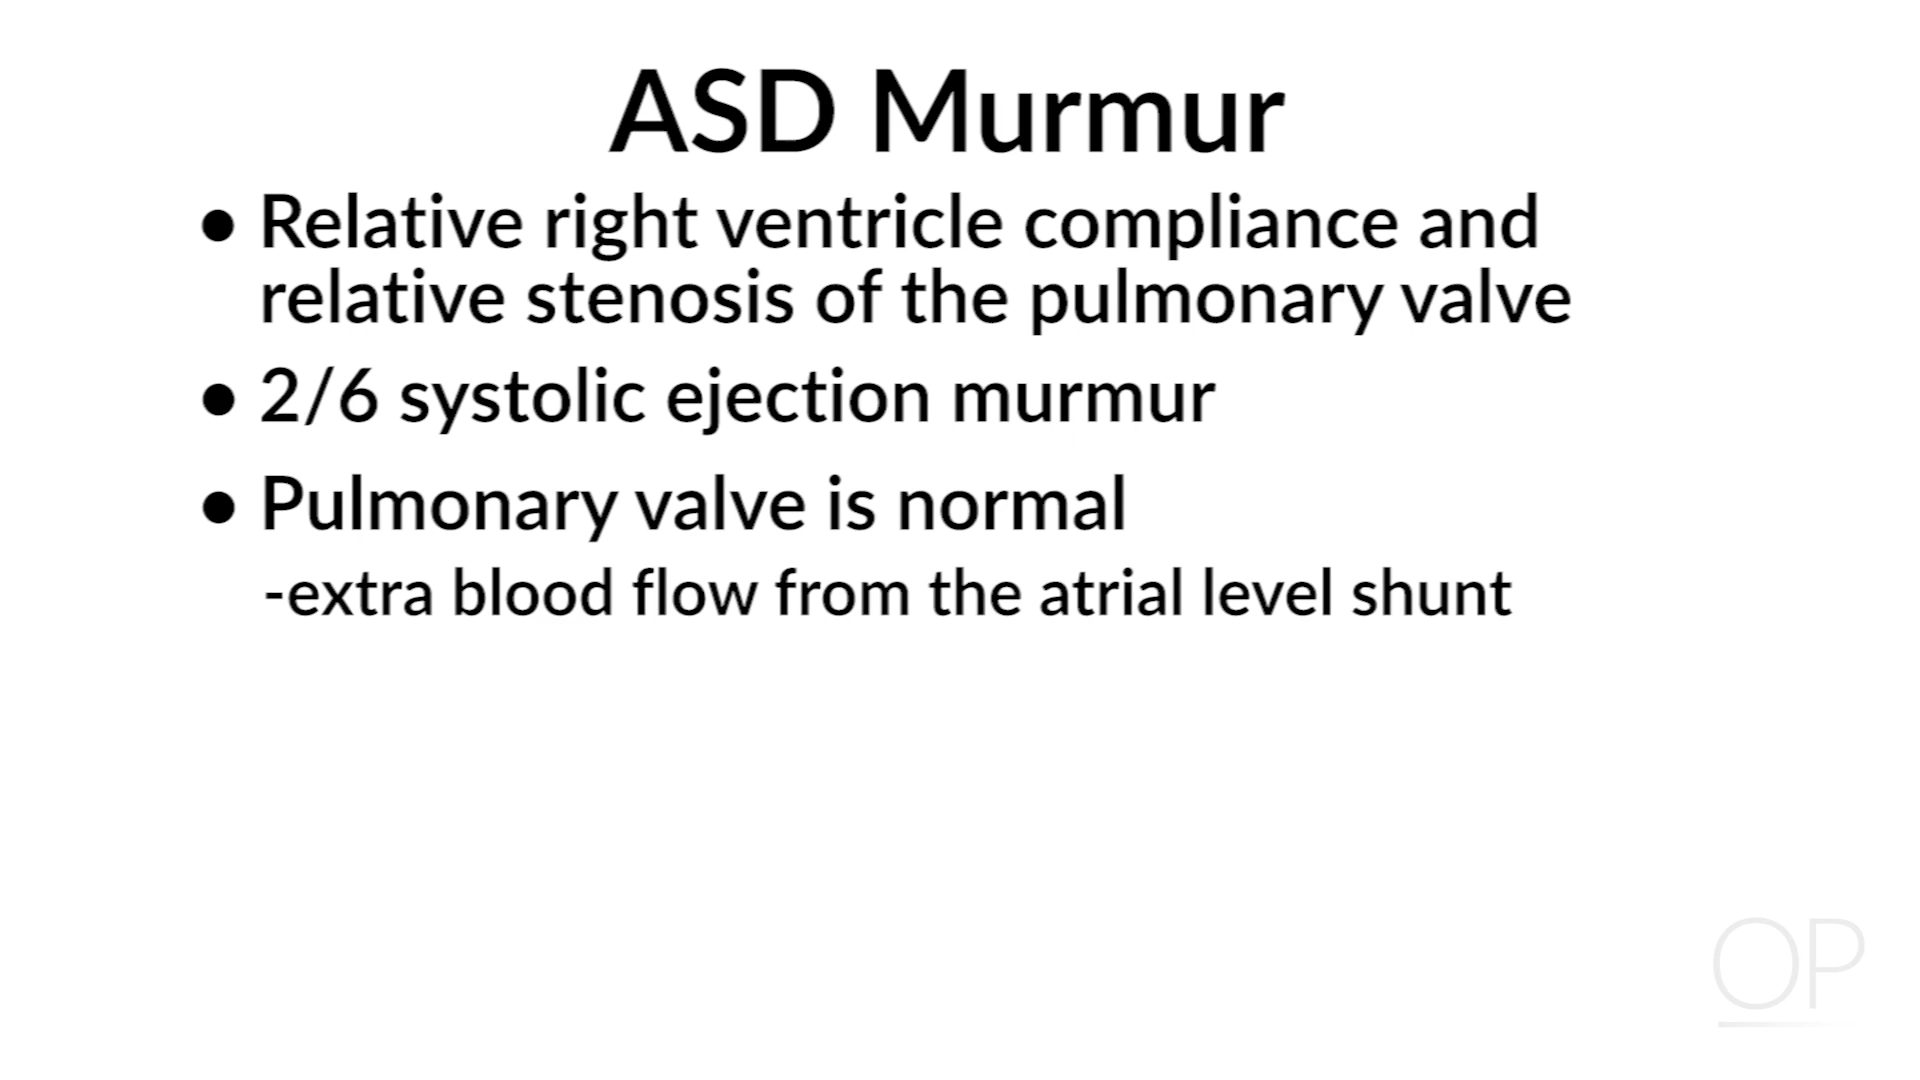 ASD Murmur
• Relative right ventricle compliance and
relative stenosis of the pulmonary valve
• 2/6 systolic ejection murmur
• Pulmonary valve is normal
-extra blood flow from the atrial level shunt
OP